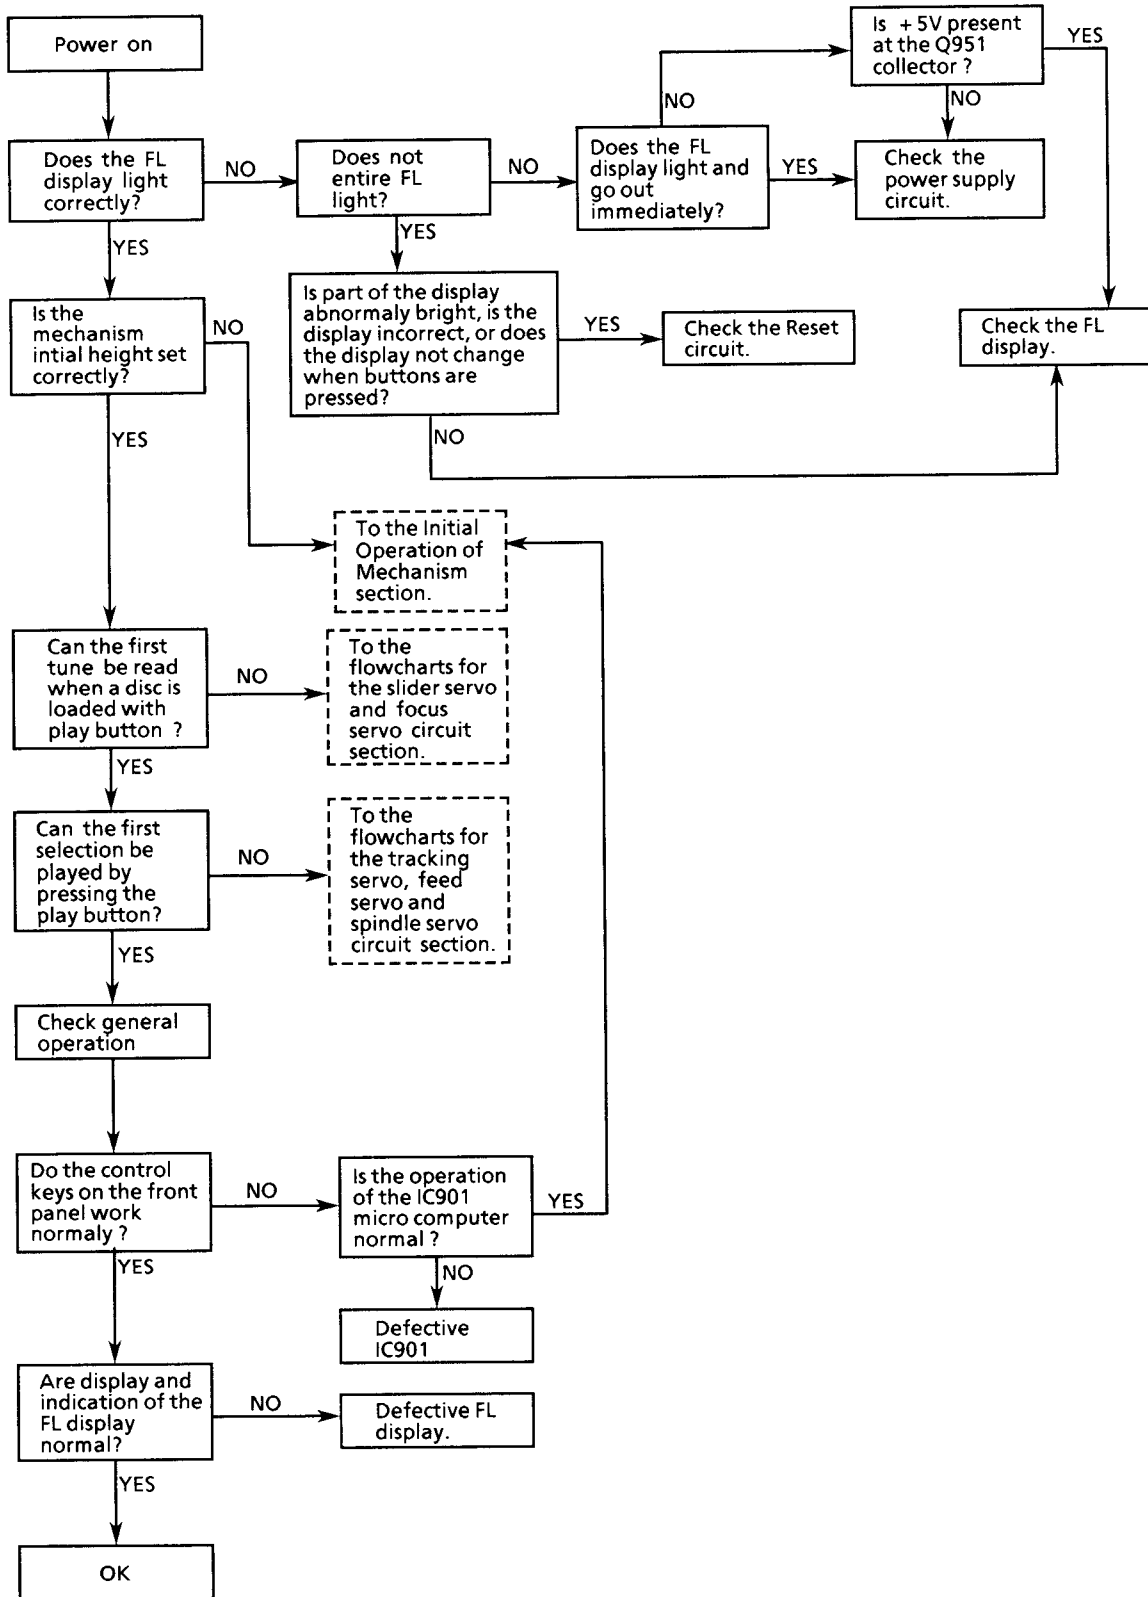 Power on
Is + 5V present
at the Q951
collector ?
YES
NO
NO
Does the FL
display light
correctly?
NO
Does not
entire FL
light?
NO
Does the FL
display light and
go out
immediately?
YES
Check the
power supply
circuit.
YES
YES
Is the
mechanism
intial height set
correctly?
NO
Is part of the display
abnormaly bright, is the
display incorrect, or does
the display not change
when buttons are
pressed?
YES
Check the Reset
circuit.
Check the FL
display.
YES
NO
To the Initial
Operation of
Mechanism
section.
Can the first
tune be read
when a disc is
loaded with
play button ?
NO
To the
flowcharts for
the slider servo
and focus
servo circuit
section.
YES
Can the first
selection be
played by
pressing the
play button?
NO
To the
flowcharts for
the tracking
servo, feed
servo and
spindle servo
circuit section.
YES
Check general
operation
Do the control
keys on the front
panel work
normaly ?
NO
Is the operation
of the IC901
micro computer
normal ?
YES
YES
NO
Defective
IC901
Are display and
indication of the
FL display
normal?
NO
Defective FL
display.
YES
OK